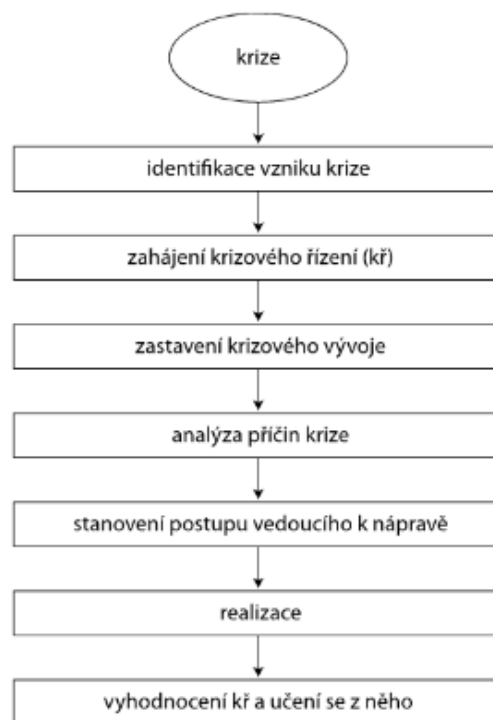 krize
identifikace vzniku krize
zahájení krizového řízení (kř)
zastavení krizového vývoje
analýza příčin krize
stanovení postupu vedoucího k nápravě
realizace
vyhodnocení kř a učení se z něho